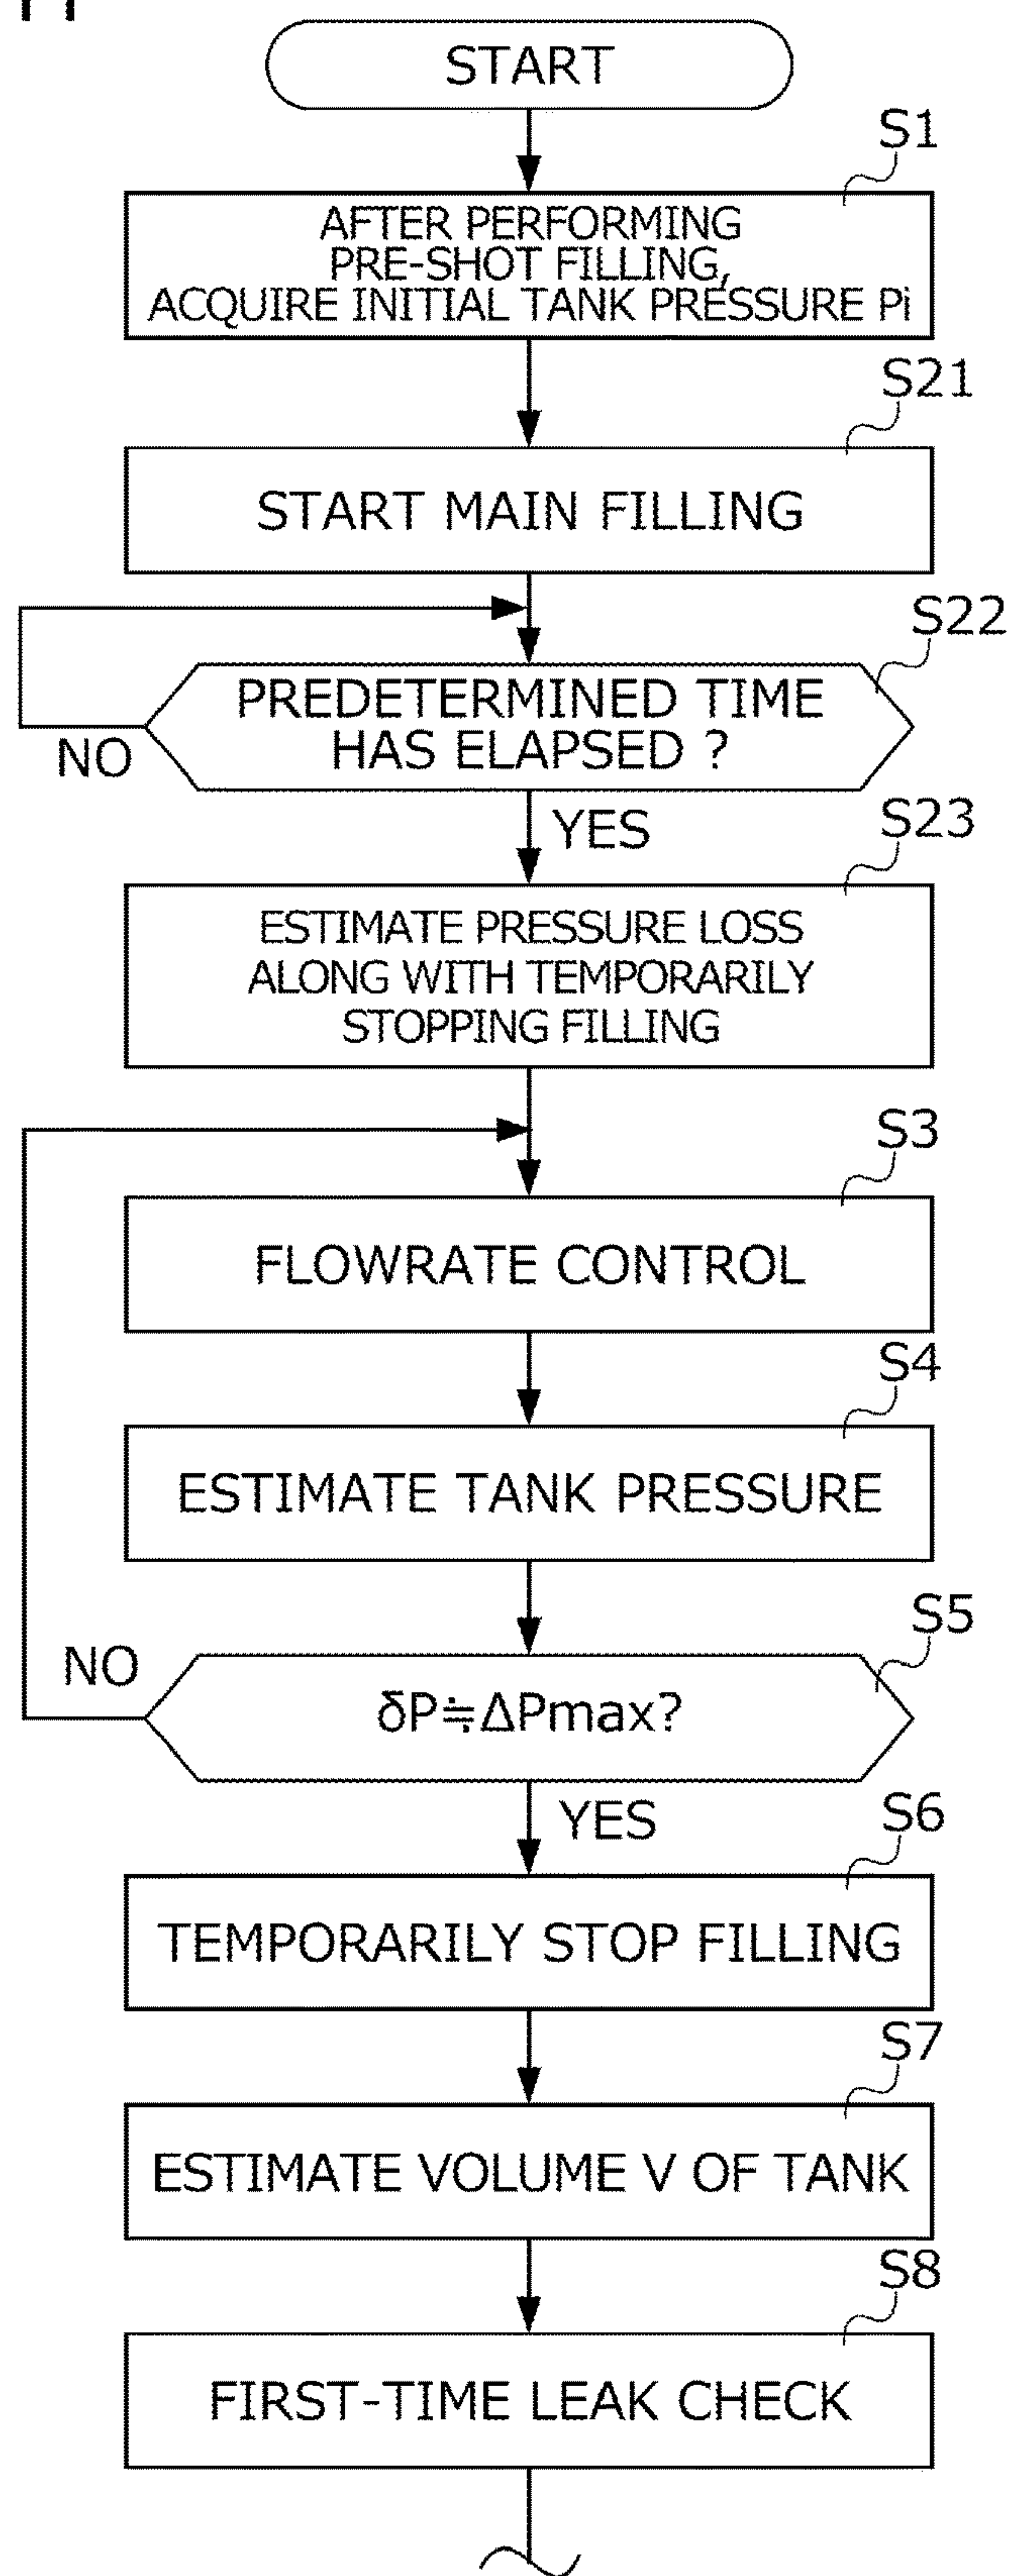 START
S1
AFTER PERFORMING
PRE-SHOT FILLING,
ACQUIRE INITIAL TANK PRESSURE Pi
S21
START MAIN FILLING
S22
PREDETERMINED TIME
HAS ELAPSED ?
NO
YES
S23
ESTIMATE PRESSURE LOSS
ALONG WITH TEMPORARILY
STOPPING FILLING
S3
FLOWRATE CONTROL
S4
ESTIMATE TANK PRESSURE
S5
NO
δP≒ΔPmax?
YES
S6
TEMPORARILY STOP FILLING
S7
ESTIMATE VOLUME V OF TANK
S8
FIRST-TIME LEAK CHECK